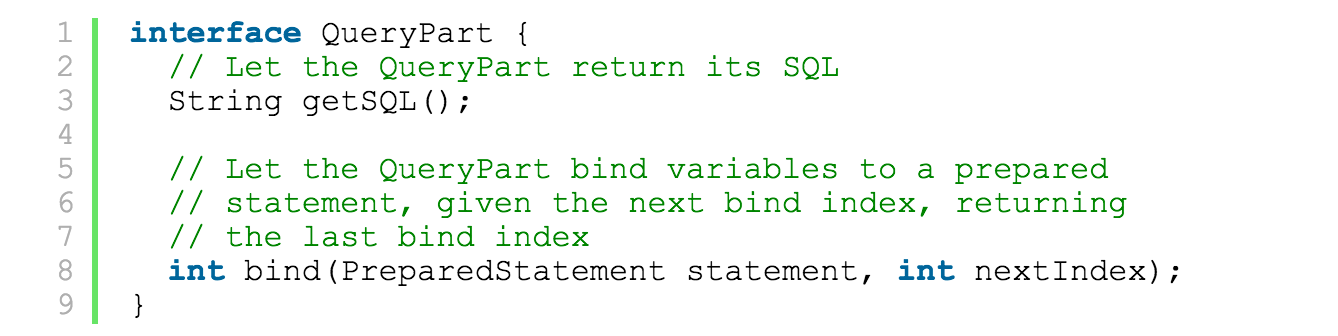 1 interface QueryPart {
2 // Let the QueryPart return its SQL
3 String getSQL();
4
5 // Let the QueryPart bind variables to a prepared
6 // statement, given the next bind index, returning
7 // the last bind index
8 int bind(PreparedStatement statement, int nextIndex);
9 }